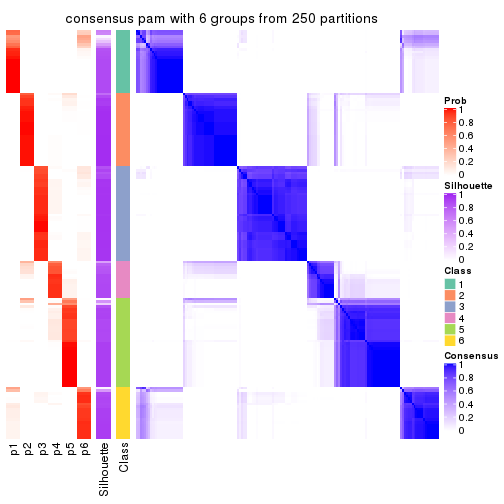 consensus pam with 6 groups from 250 partitions
Prob
1
0.8
0.6
0.4
0.2
0
Silhouette
1
0.8
0.6
0.4
0.2
0
Class
1
2
3
4
5
6
Consensus
1
0.8
0.6
0.4
0.2
0
p1
p2
p3
p4
p5
p6
Silhouette
Class